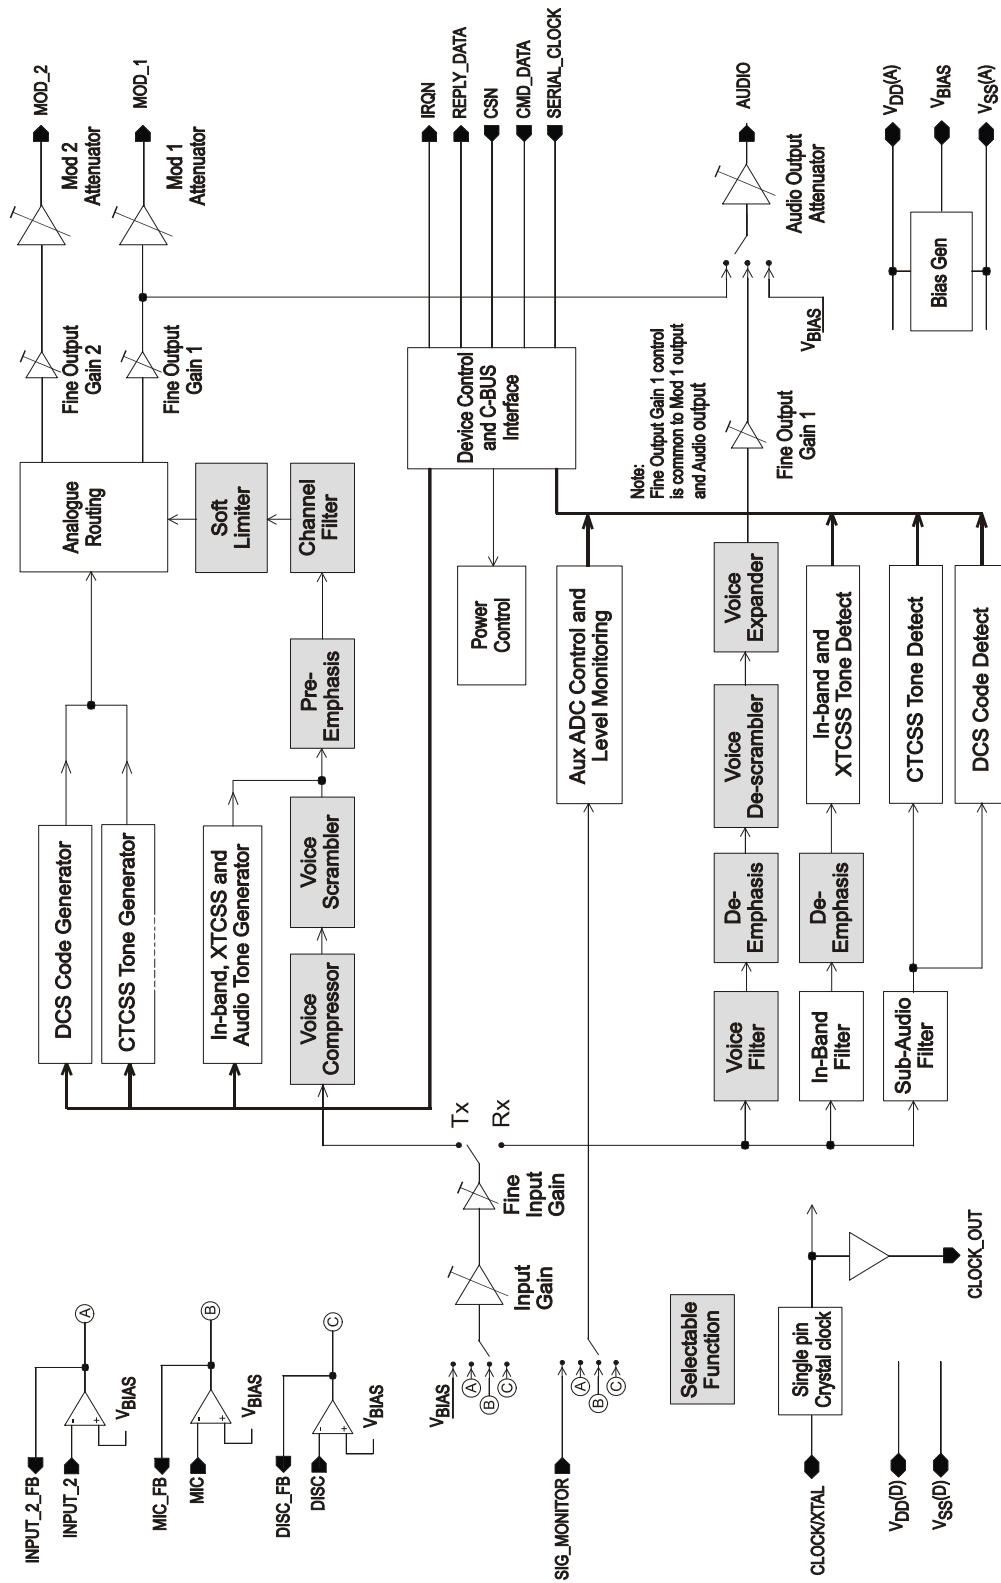 INPUT_2_FB
INPUT_2
VBIAS
A
MIC_FB
MIC
VBIAS
B
DISC_FB
DISC
VBIAS
C
DCS Code Generator
CTCSS Tone Generator
In-band, XTCSS and
Audio Tone Generator
Voice
Compressor
Voice
Scrambler
Pre-
Emphasis
Channel
Filter
Soft
Limiter
Analogue
Routing
Fine Output
Gain 2
Fine Output
Gain 1
Mod 2
Attenuator
Mod 1
Attenuator
MOD_2
MOD_1
VBIAS
A
B
C
Input
Gain
Fine
Input
Gain
Tx
Rx
Power
Control
Device Control
and C-BUS
Interface
IRQN
REPLY_DATA
CSN
CMD_DATA
SERIAL_CLOCK
SIG_MONITOR
A
B
C
Aux ADC Control and
Level Monitoring
Note:
Fine Output Gain 1 control
is common to Mod 1 output
and Audio output
Selectable
Function
Voice
Filter
De-
Emphasis
Voice
De-scrambler
Voice
Expander
Fine Output
Gain 1
VBIAS
Audio Output
Attenuator
AUDIO
In-Band
Filter
De-
Emphasis
In-band and
XTCSS Tone Detect
Sub-Audio
Filter
CTCSS Tone Detect
DCS Code Detect
CLOCK/XTAL
Single pin
Crystal clock
CLOCK_OUT
VDD(D)
VSS(D)
Bias Gen
VDD(A)
VBIAS
VSS(A)